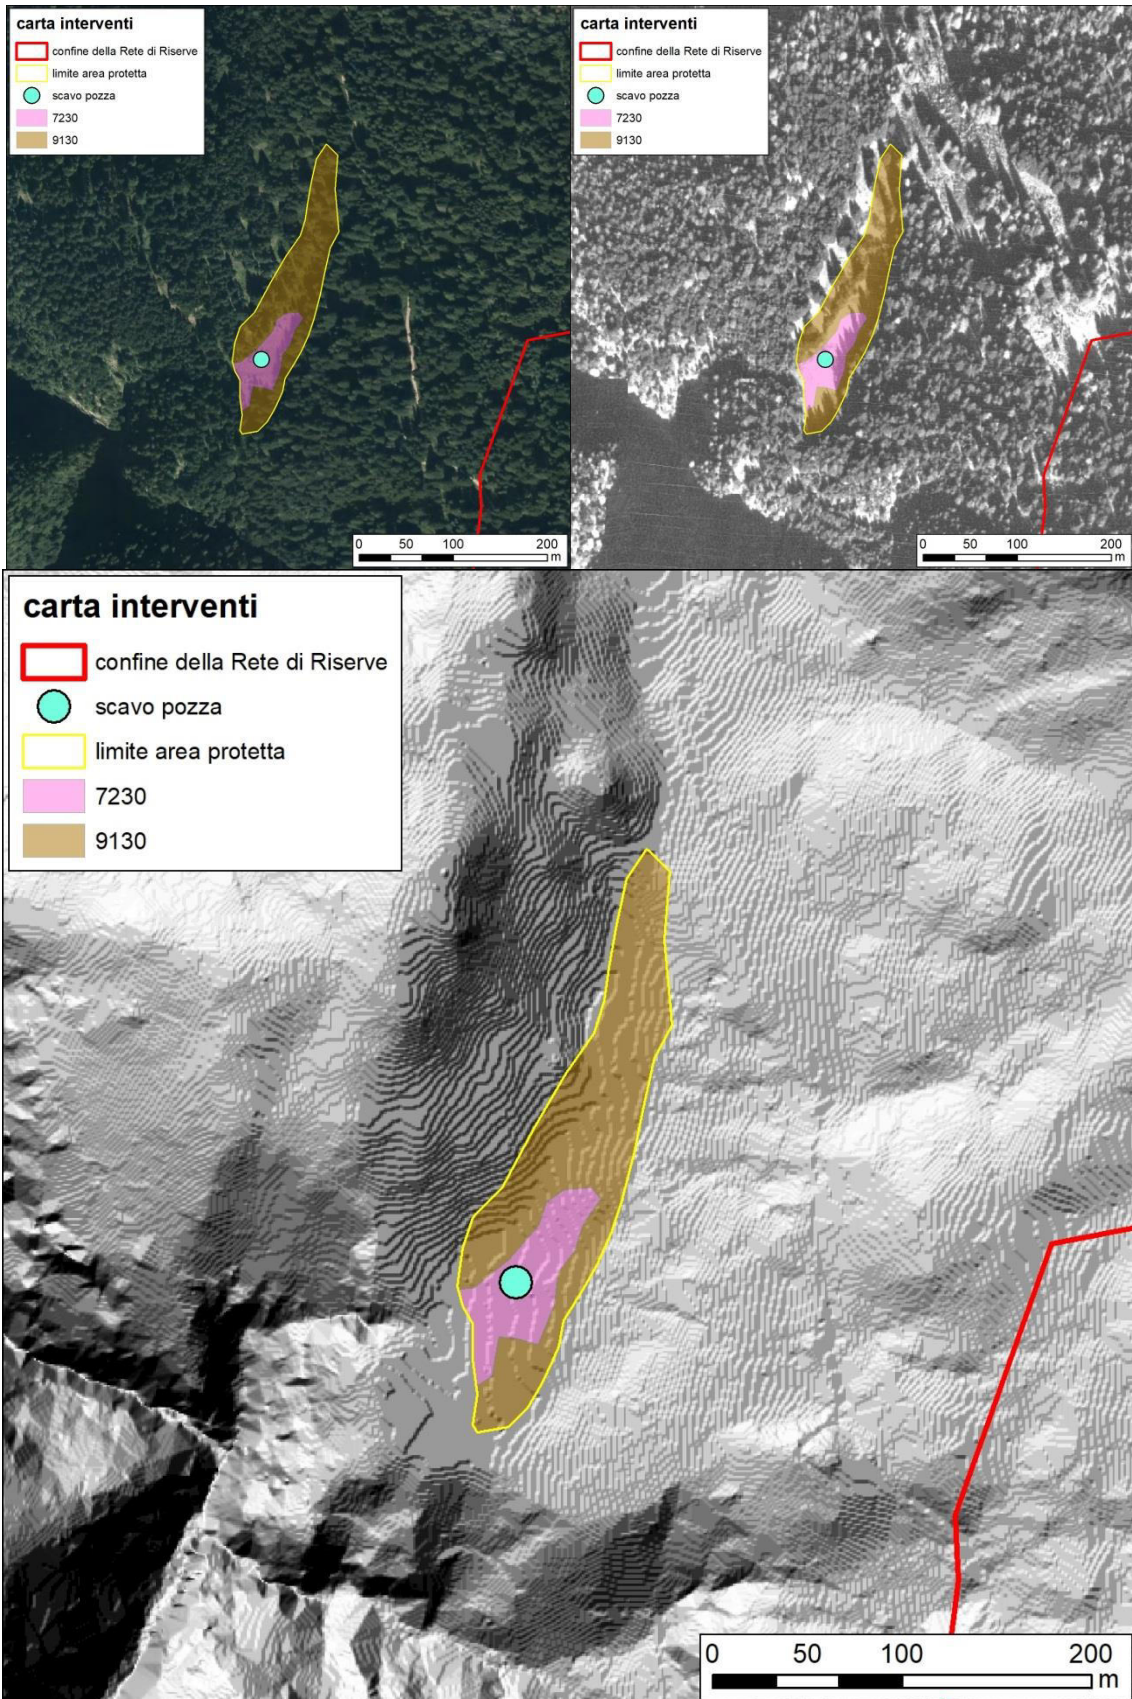 carta interventi
confine della Rete di Riserve
limite area protetta
scavo pozza
7230
9130
0 50 100 200
m
carta interventi
confine della Rete di Riserve
limite area protetta
scavo pozza
7230
9130
0 50 100 200
m
carta interventi
confine della Rete di Riserve
scavo pozza
limite area protetta
7230
9130
0 50 100 200
m